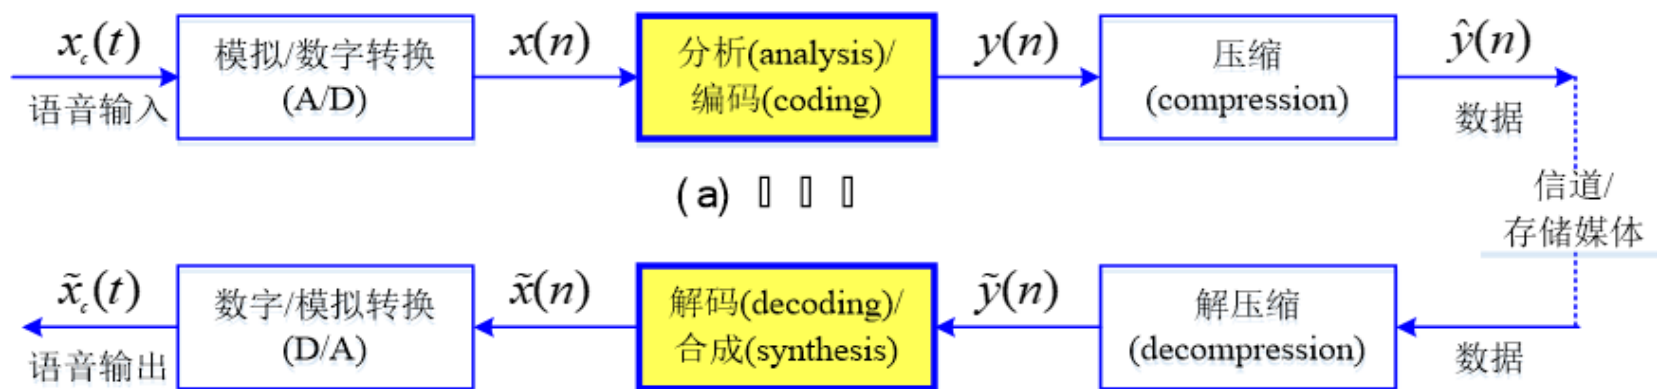 x_c(t)
语音输入
模拟/数字转换
(A/D)
x(n)
分析(analysis)/
编码(coding)
y(n)
压缩
(compression)
ŷ(n)
数据
(a)
信道/
存储媒体
x̃_c(t)
语音输出
数字/模拟转换
(D/A)
x̃(n)
解码(decoding)/
合成(synthesis)
ỹ(n)
解压缩
(decompression)
数据